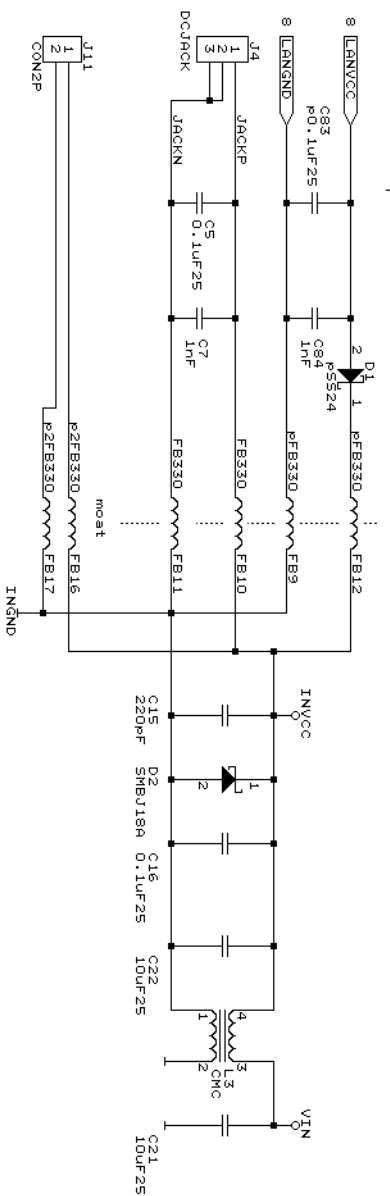 8
LANVCC
C83
p0.1uF25
C84
1nF
2
D1
1
pSS24
pFB330
FB12
8
LANGND
pFB330
FB9
J4
1
2
3
DCJACK
JACKP
C5
0.1uF25
C7
1nF
FB330
FB10
JACKN
FB330
FB11
moat
J11
1
2
CON2P
p2FB330
FB16
p2FB330
FB17
INGND
INVCC
C15
220pF
1
2
D2
SMBJ18A
C16
0.1uF25
C22
10uF25
4
3
L3
CMC
1
2
VIN
C21
10uF25